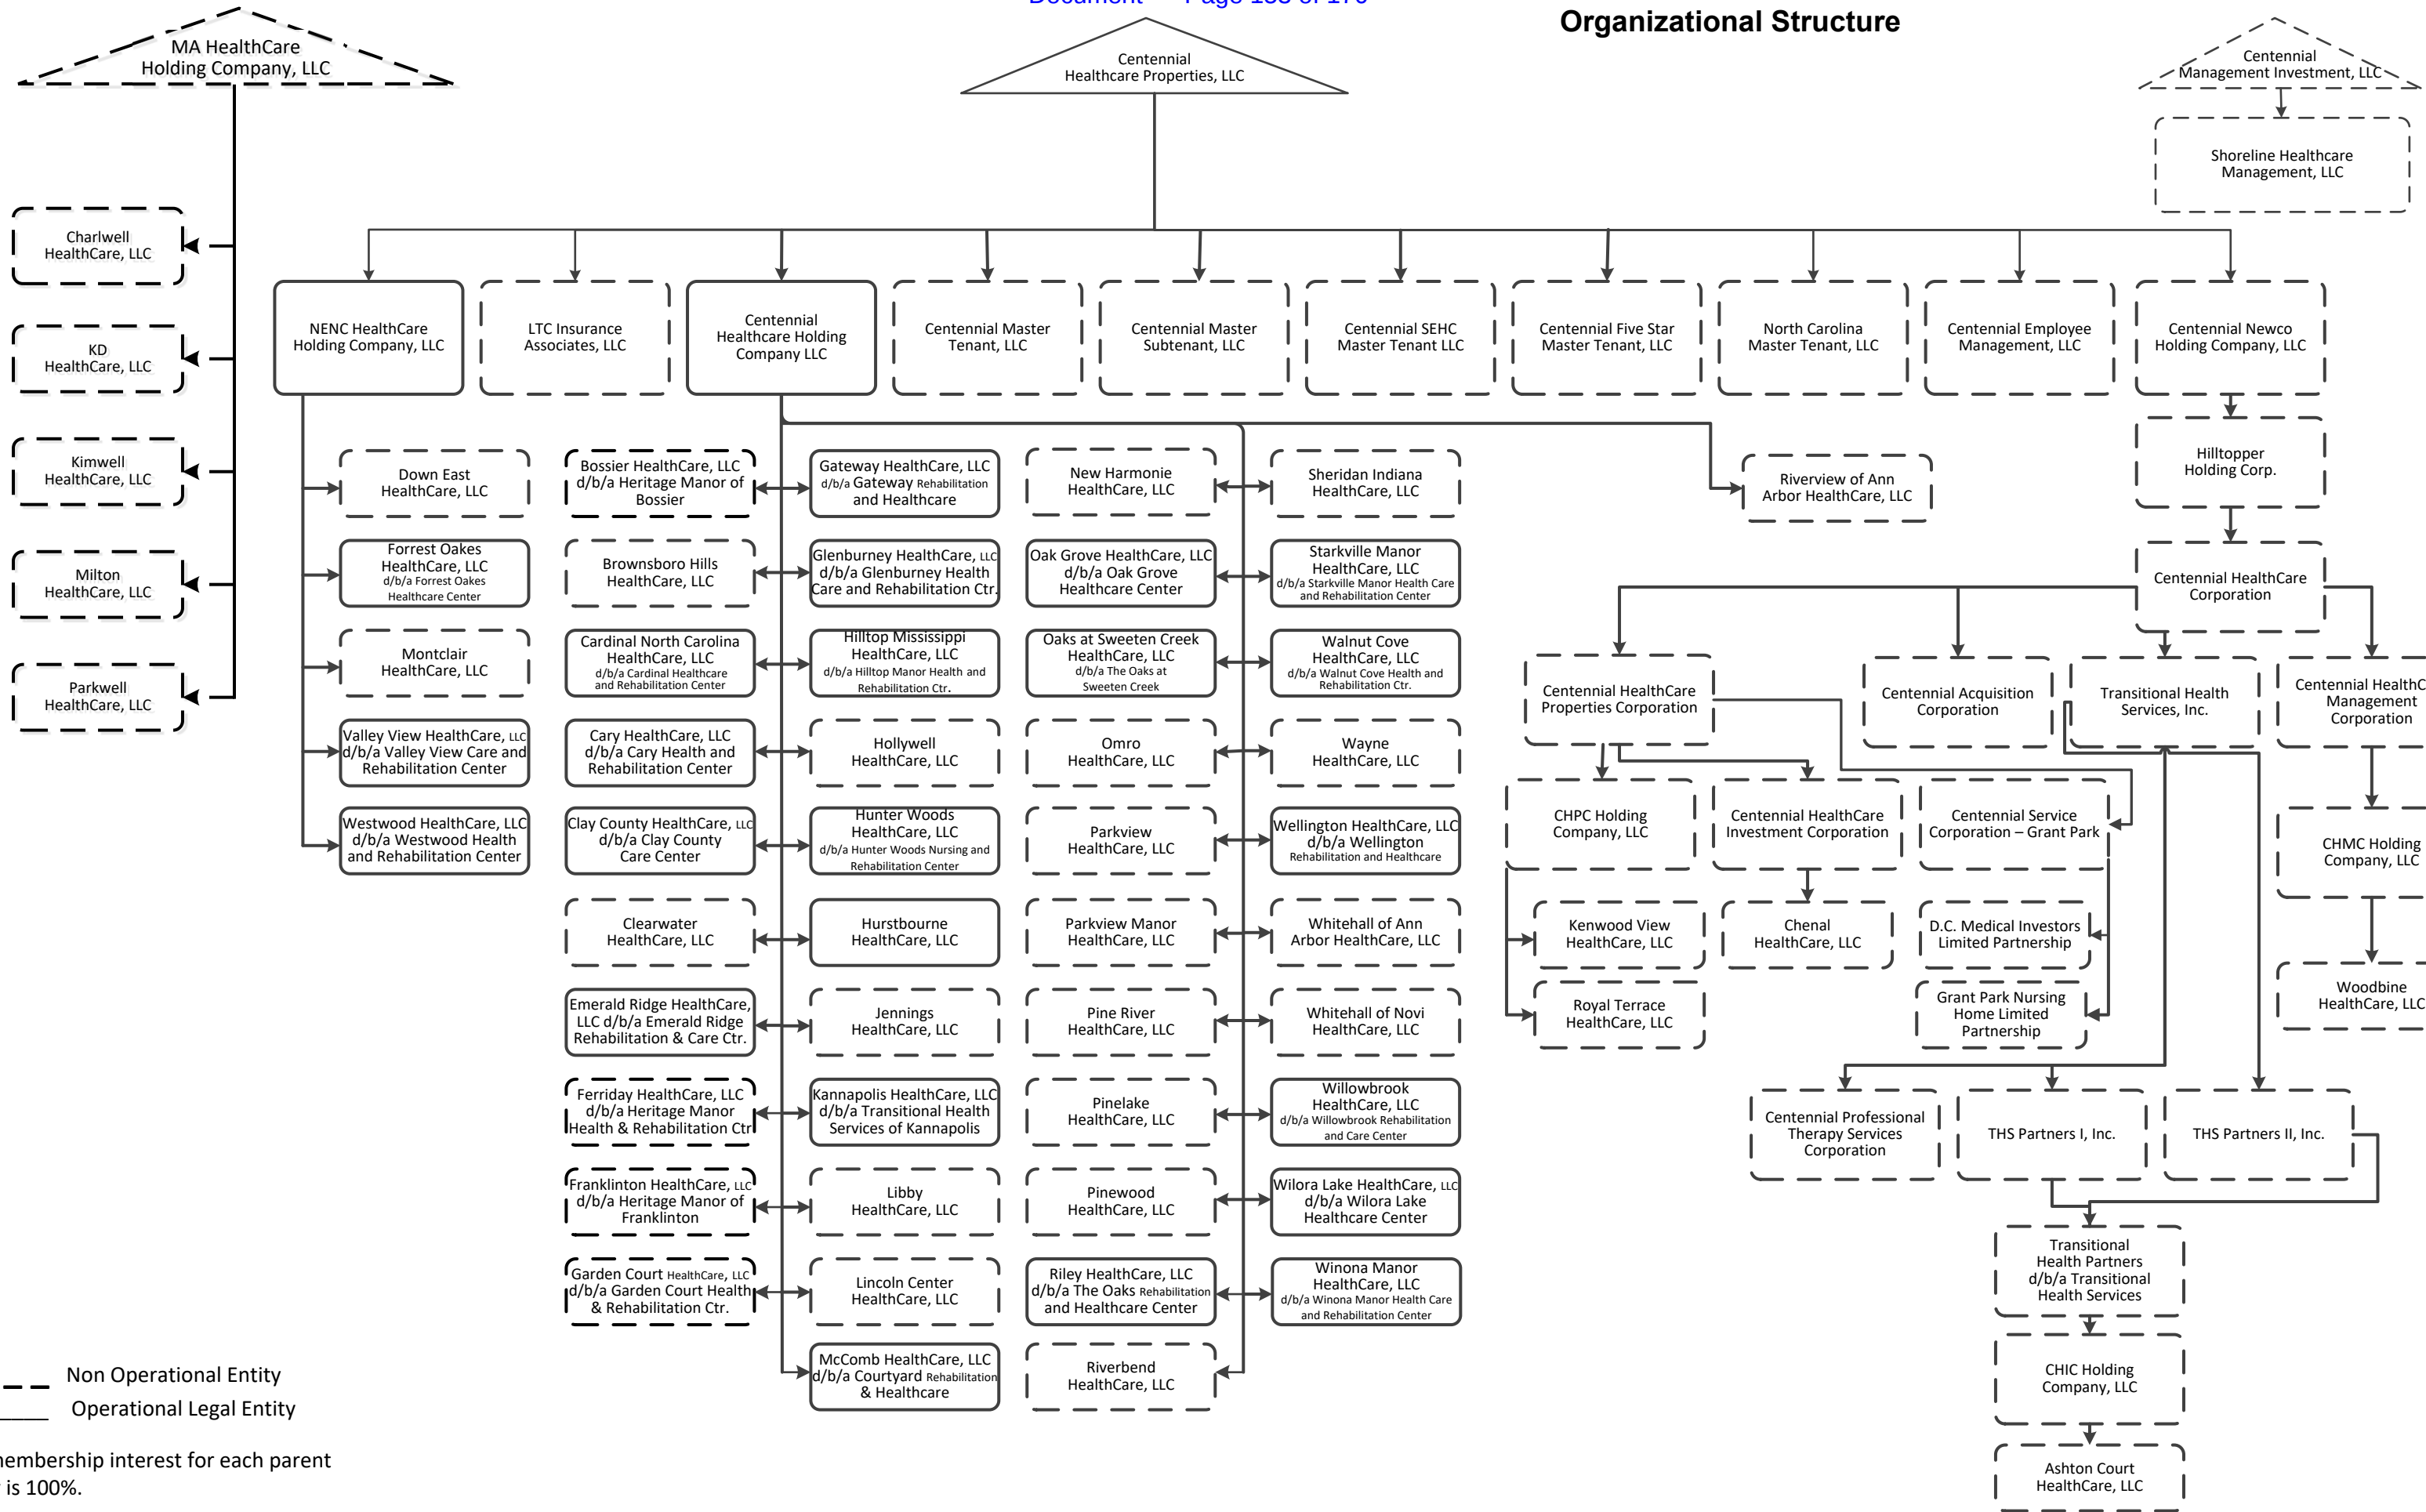 Organizational Structure
MA HealthCare
Holding Company, LLC
Centennial
Healthcare Properties, LLC
Centennial
Management Investment, LLC
Shoreline Healthcare
Management, LLC
Charlwell
HealthCare, LLC
KD
HealthCare, LLC
Kimwell
HealthCare, LLC
Milton
HealthCare, LLC
Parkwell
HealthCare, LLC
NENC HealthCare
Holding Company, LLC
LTC Insurance
Associates, LLC
Centennial
Healthcare Holding
Company LLC
Centennial Master
Tenant, LLC
Centennial Master
Subtenant, LLC
Centennial SEHC
Master Tenant LLC
Centennial Five Star
Master Tenant, LLC
North Carolina
Master Tenant, LLC
Centennial Employee
Management, LLC
Centennial Newco
Holding Company, LLC
Down East
HealthCare, LLC
Forrest Oakes
HealthCare, LLC
d/b/a Forrest Oakes
Healthcare Center
Montclair
HealthCare, LLC
Valley View HealthCare, LLC
d/b/a Valley View Care and
Rehabilitation Center
Westwood HealthCare, LLC
d/b/a Westwood Health
and Rehabilitation Center
Bossier HealthCare, LLC
d/b/a Heritage Manor of
Bossier
Brownsboro Hills
HealthCare, LLC
Cardinal North Carolina
HealthCare, LLC
d/b/a Cardinal Healthcare
and Rehabilitation Center
Cary HealthCare, LLC
d/b/a Cary Health and
Rehabilitation Center
Clay County HealthCare, LLC
d/b/a Clay County
Care Center
Clearwater
HealthCare, LLC
Emerald Ridge HealthCare,
LLC d/b/a Emerald Ridge
Rehabilitation & Care Ctr.
Ferriday HealthCare, LLC
d/b/a Heritage Manor
Health & Rehabilitation Ctr
Franklinton HealthCare, LLC
d/b/a Heritage Manor of
Franklinton
Garden Court HealthCare, LLC
d/b/a Garden Court Health
& Rehabilitation Ctr.
Gateway HealthCare, LLC
d/b/a Gateway Rehabilitation
and Healthcare
Glenburney HealthCare, LLC
d/b/a Glenburney Health
Care and Rehabilitation Ctr.
Hilltop Mississippi
HealthCare, LLC
d/b/a Hilltop Manor Health and
Rehabilitation Ctr.
Hollywell
HealthCare, LLC
Hunter Woods
HealthCare, LLC
d/b/a Hunter Woods Nursing and
Rehabilitation Center
Hurstbourne
HealthCare, LLC
Jennings
HealthCare, LLC
Kannapolis HealthCare, LLC
d/b/a Transitional Health
Services of Kannapolis
Libby
HealthCare, LLC
Lincoln Center
HealthCare, LLC
McComb HealthCare, LLC
d/b/a Courtyard Rehabilitation
& Healthcare
New Harmonie
HealthCare, LLC
Oak Grove HealthCare, LLC
d/b/a Oak Grove
Healthcare Center
Oaks at Sweeten Creek
HealthCare, LLC
d/b/a The Oaks at
Sweeten Creek
Omro
HealthCare, LLC
Parkview
HealthCare, LLC
Parkview Manor
HealthCare, LLC
Pine River
HealthCare, LLC
Pinelake
HealthCare, LLC
Pinewood
HealthCare, LLC
Riley HealthCare, LLC
d/b/a The Oaks Rehabilitation
and Healthcare Center
Riverbend
HealthCare, LLC
Sheridan Indiana
HealthCare, LLC
Starkville Manor
HealthCare, LLC
d/b/a Starkville Manor Health Care
and Rehabilitation Center
Walnut Cove
HealthCare, LLC
d/b/a Walnut Cove Health and
Rehabilitation Ctr.
Wayne
HealthCare, LLC
Wellington HealthCare, LLC
d/b/a Wellington
Rehabilitation and Healthcare
Whitehall of Ann
Arbor HealthCare, LLC
Whitehall of Novi
HealthCare, LLC
Willowbrook
HealthCare, LLC
d/b/a Willowbrook Rehabilitation
and Care Center
Wilora Lake HealthCare, LLC
d/b/a Wilora Lake
Healthcare Center
Winona Manor
HealthCare, LLC
d/b/a Winona Manor Health Care
and Rehabilitation Center
Riverview of Ann
Arbor HealthCare, LLC
Hilltopper
Holding Corp.
Centennial HealthCare
Corporation
Centennial HealthCare
Properties Corporation
Centennial Acquisition
Corporation
Transitional Health
Services, Inc.
Centennial
Management
Corporation
CHPC Holding
Company, LLC
Centennial HealthCare
Investment Corporation
Centennial Service
Corporation – Grant Park
CHMC Holding
Company, LLC
Kenwood View
HealthCare, LLC
Chenal
HealthCare, LLC
D.C. Medical Investors
Limited Partnership
Royal Terrace
HealthCare, LLC
Grant Park Nursing
Home Limited
Partnership
Woodbine
HealthCare, LLC
Centennial Professional
Therapy Services
Corporation
THS Partners I, Inc.
THS Partners II, Inc.
Transitional
Health Partners
d/b/a Transitional
Health Services
CHIC Holding
Company, LLC
Ashton Court
HealthCare, LLC
Non Operational Entity
Operational Legal Entity
membership interest for each parent
is 100%.